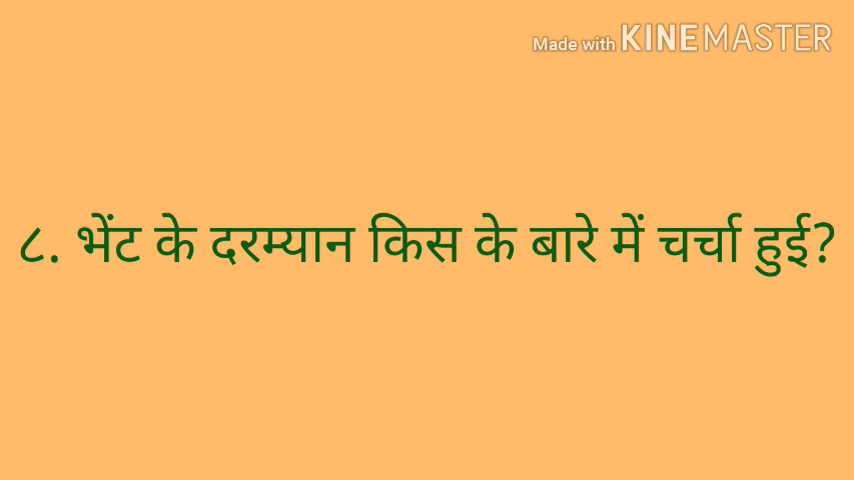 Made with KINEMASTER
८. भेंट के दरम्यान किस के बारे में चर्चा हुई?